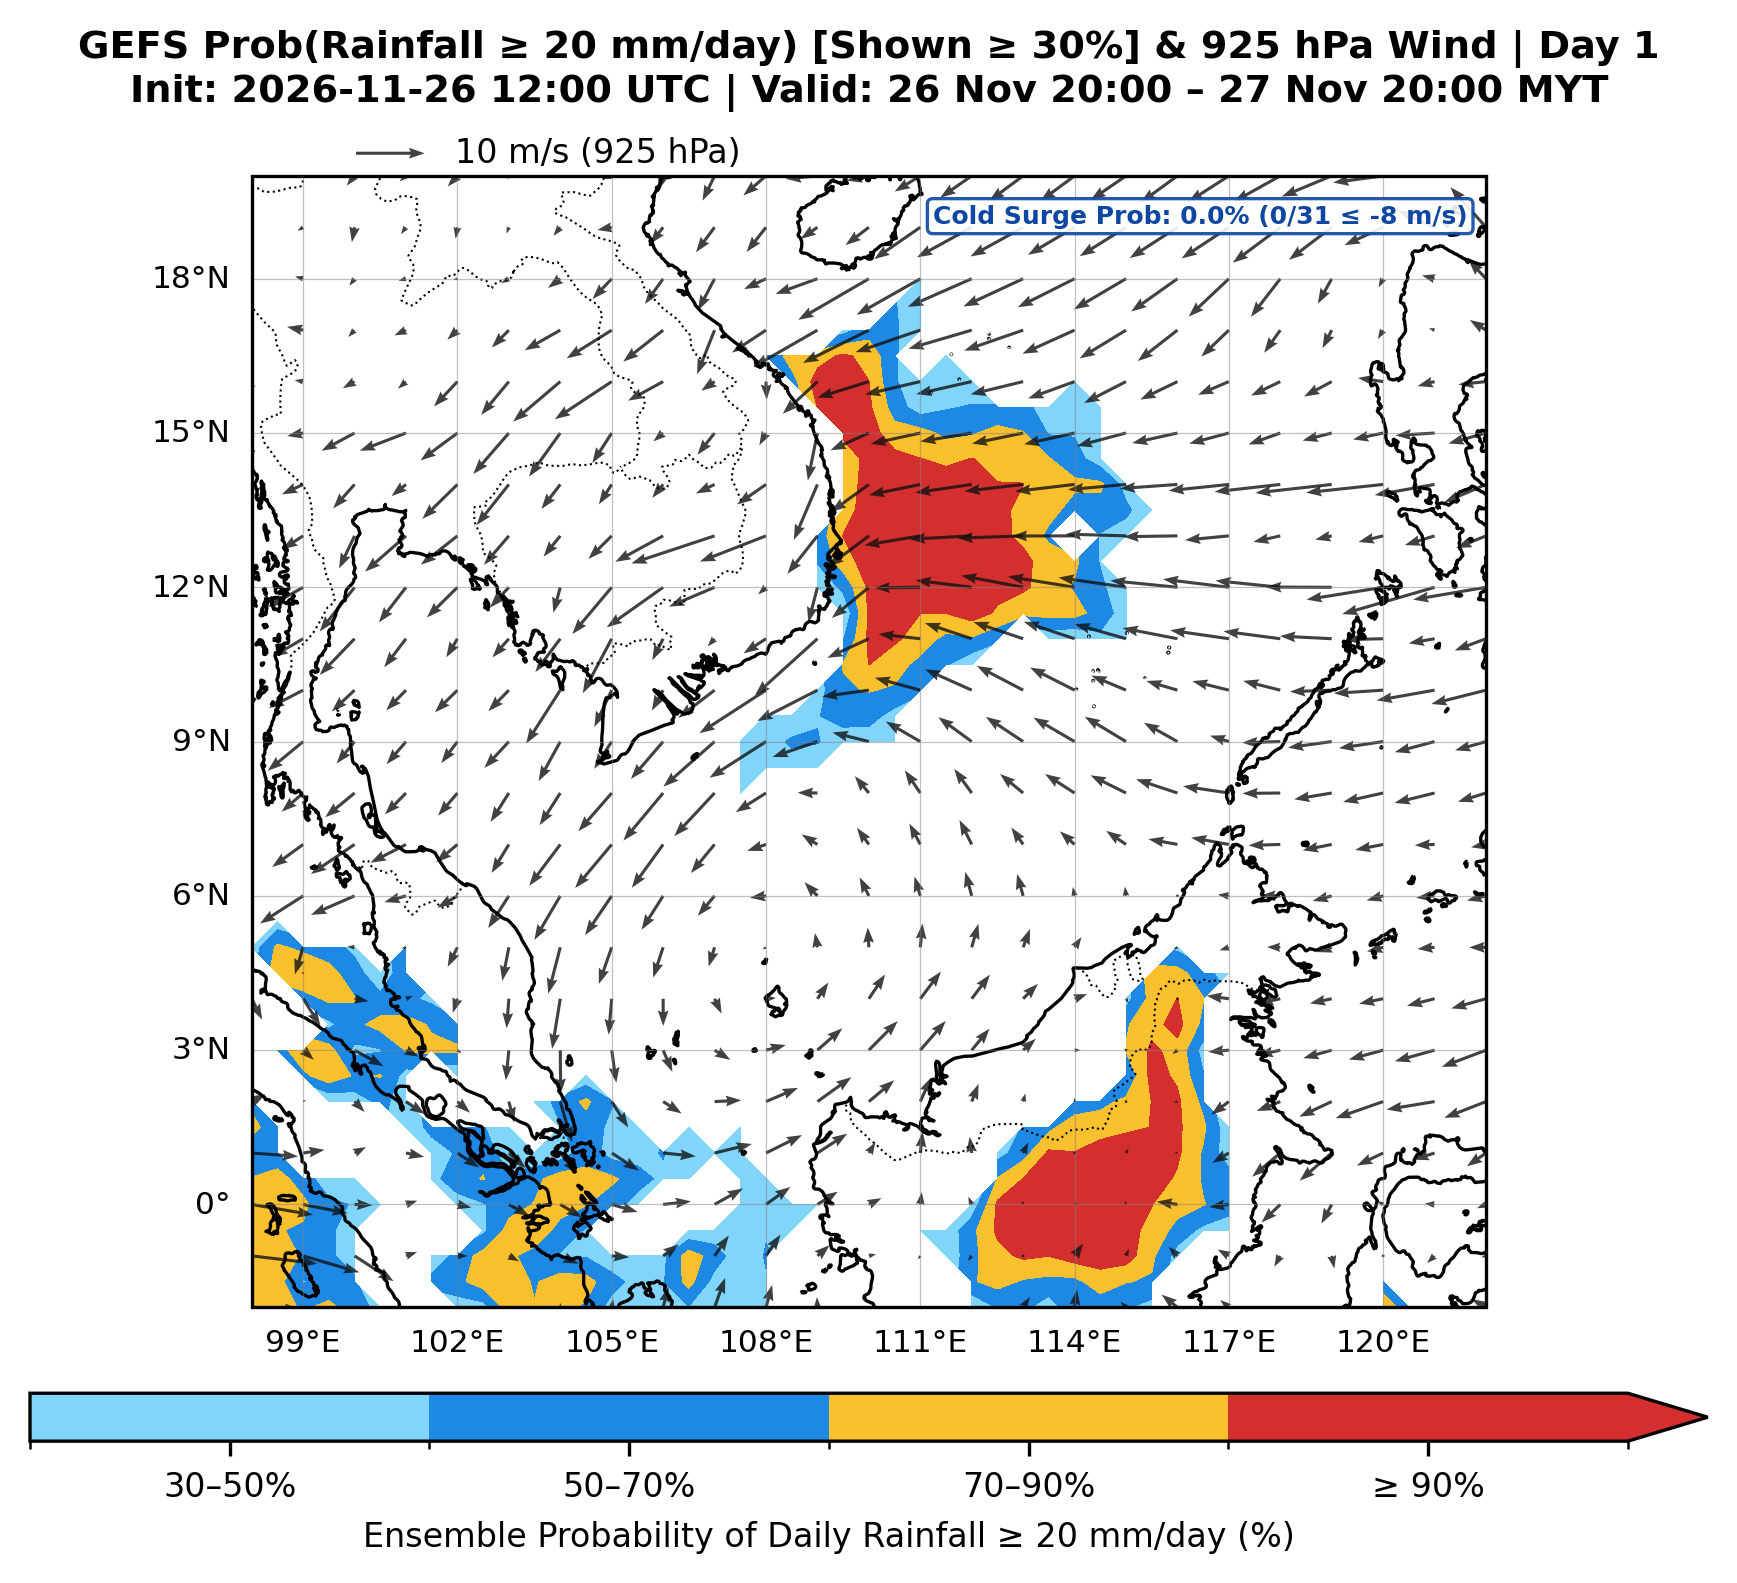 GEFS Prob(Rainfall ≥ 20 mm/day) [Shown ≥ 30%] & 925 hPa Wind | Day 1
Init: 2026-11-26 12:00 UTC | Valid: 26 Nov 20:00 – 27 Nov 20:00 MYT
10 m/s (925 hPa)
Cold Surge Prob: 0.0% (0/31 ≤ -8 m/s)
18°N
15°N
12°N
9°N
6°N
3°N
0°
99°E 102°E 105°E 108°E 111°E 114°E 117°E 120°E
30–50% 50–70% 70–90% ≥ 90%
Ensemble Probability of Daily Rainfall ≥ 20 mm/day (%)